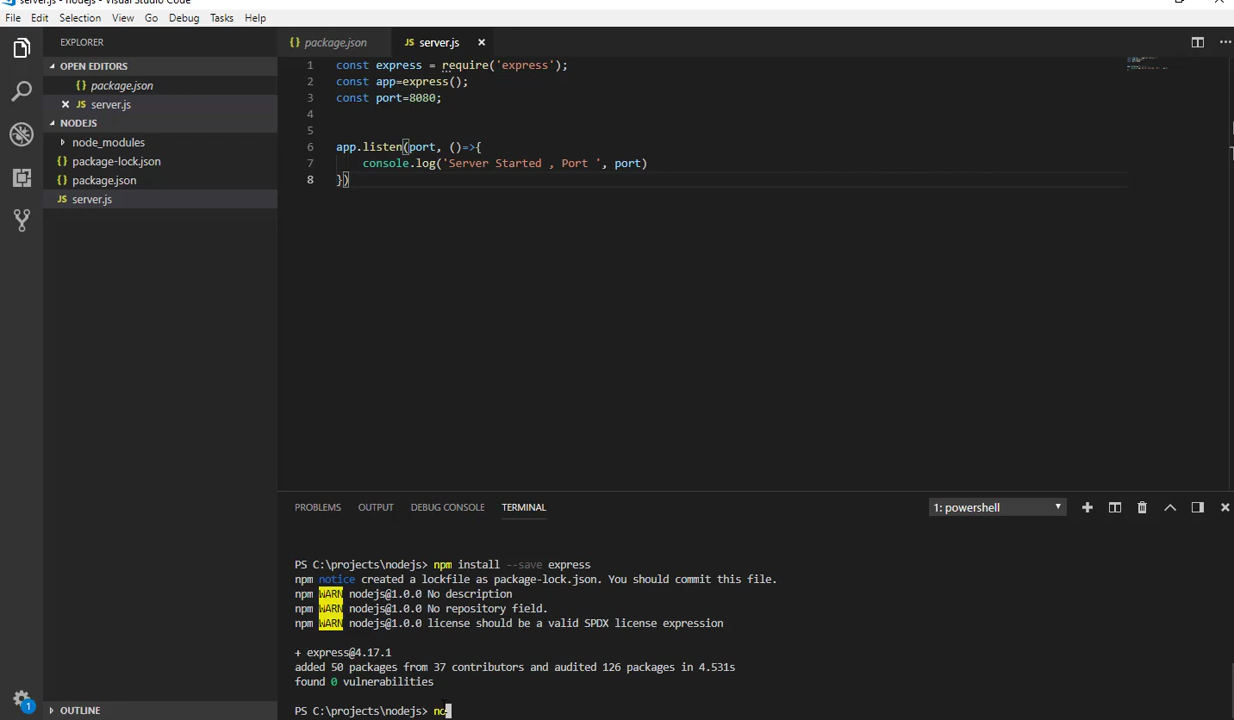 server.js - nodejs - Visual Studio Code
File Edit Selection View Go Debug Tasks Help
EXPLORER
OPEN EDITORS
{} package.json
JS server.js
NODEJS
node_modules
{} package-lock.json
{} package.json
JS server.js
OUTLINE
1
{} package.json JS server.js
1 const express = require('express');
2 const app=express();
3 const port=8080;
4
5
6 app.listen(port, ()=>{
7 console.log('Server Started , Port ', port)
8 })
PROBLEMS OUTPUT DEBUG CONSOLE TERMINAL 1: powershell
PS C:\projects\nodejs> npm install --save express
npm notice created a lockfile as package-lock.json. You should commit this file.
npm WARN nodejs@1.0.0 No description
npm WARN nodejs@1.0.0 No repository field.
npm WARN nodejs@1.0.0 license should be a valid SPDX license expression
+ express@4.17.1
added 50 packages from 37 contributors and audited 126 packages in 4.531s
found 0 vulnerabilities
PS C:\projects\nodejs> no